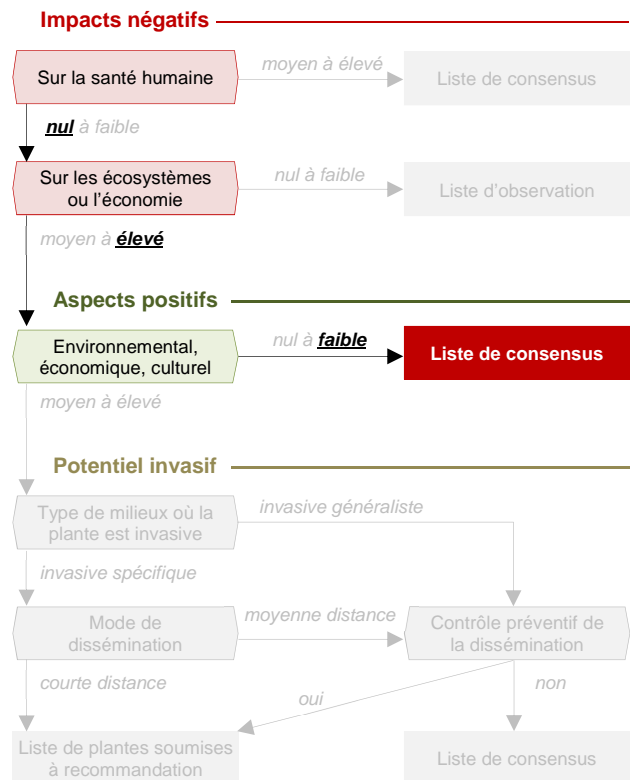 Impacts négatifs
Sur la santé humaine
moyen à élevé
Liste de consensus
nul à faible
Sur les écosystèmes
ou l'économie
nul à faible
Liste d'observation
moyen à élevé
Aspects positifs
Environnemental,
économique, culturel
nul à faible
Liste de consensus
moyen à élevé
Potentiel invasif
Type de milieux où la
plante est invasive
invasive généraliste
invasive spécifique
Mode de
dissémination
moyenne distance
Contrôle préventif de
la dissémination
courte distance
oui
non
Liste de plantes soumises
à recommandation
Liste de consensus